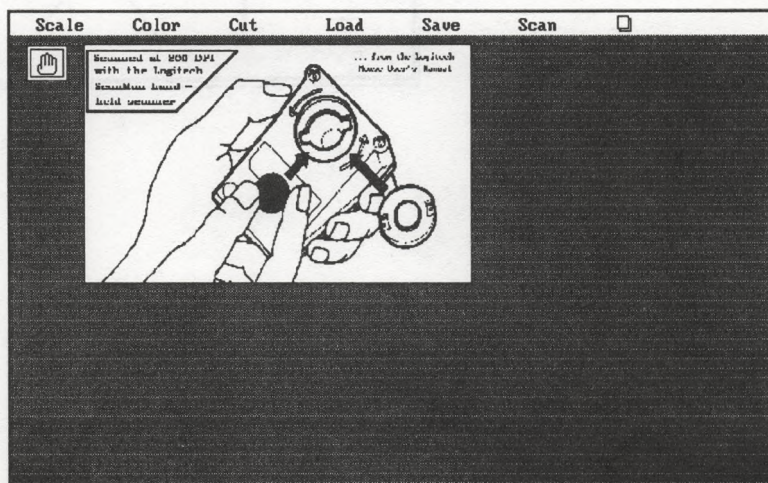 Scale Color Cut Load Save Scan
Scanned at 200 DPI
with the Logitech
ScanMan hand -
held scanner
... from the Logitech
Mouse User's Manual